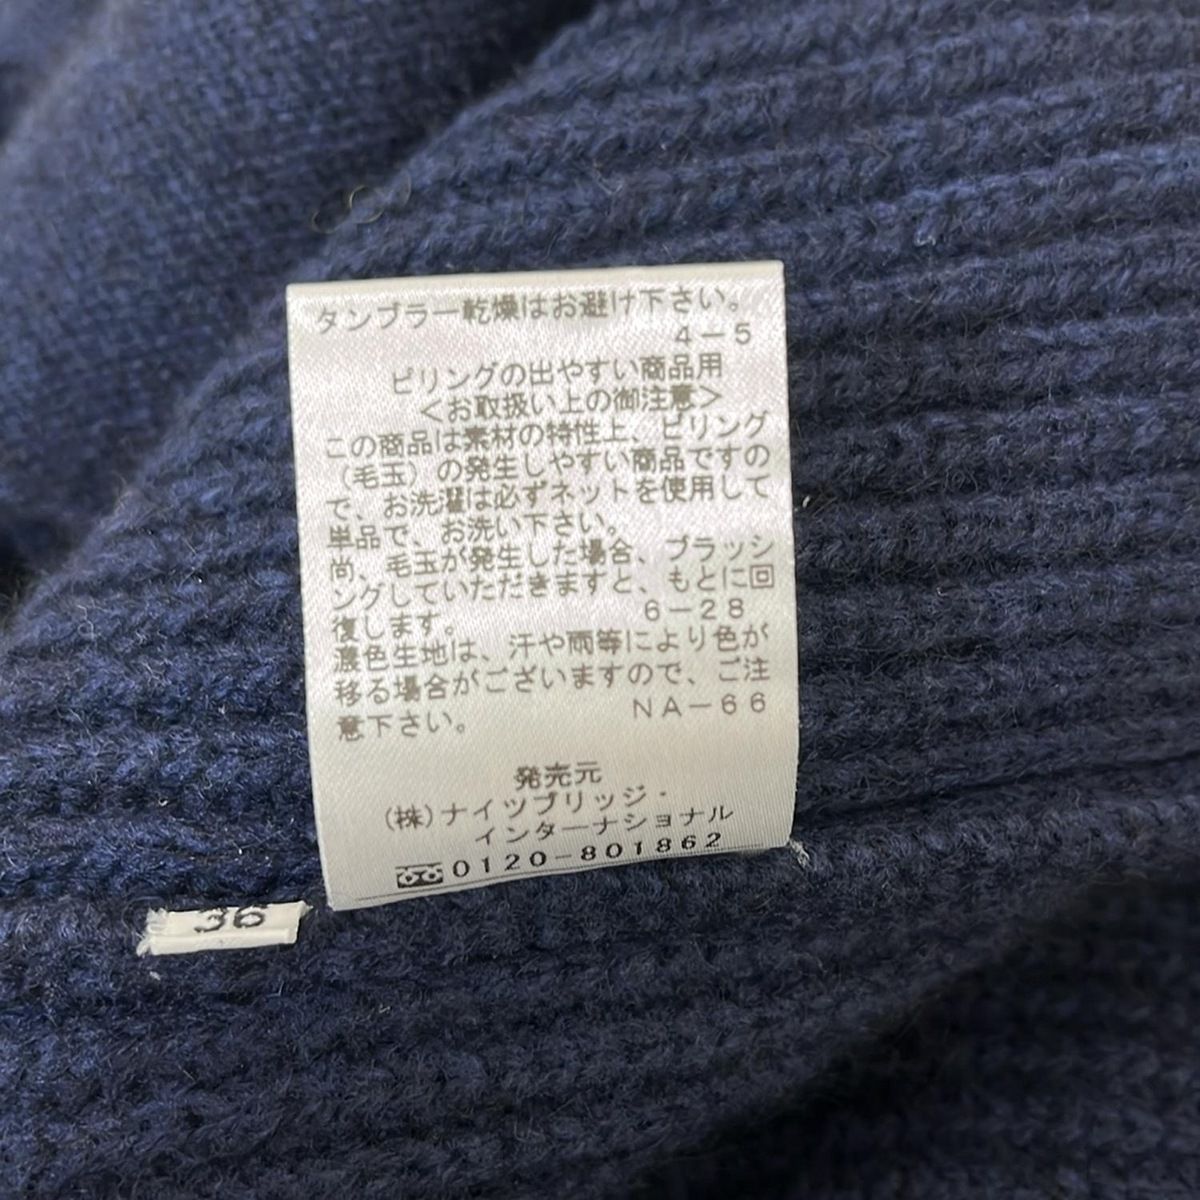 タンブラー乾燥はお避け下さい。
4-5
ピリングの出やすい商品用
<お取扱い上の御注意>
この商品は素材の特性上、ピリング
(毛玉)の発生しやすい商品ですの
で、お洗濯は必ずネットを使用して
単品で、お洗い下さい。
尚、毛玉が発生した場合、ブラッシ
ングしていただきますと、もとに回
復します。 6-28
濃色生地は、汗や雨等により色が
移る場合がございますので、ご注
意下さい。 NA-66
発売元
(株)ナイツブリッジ・
インターナショナル
0120-801862
36